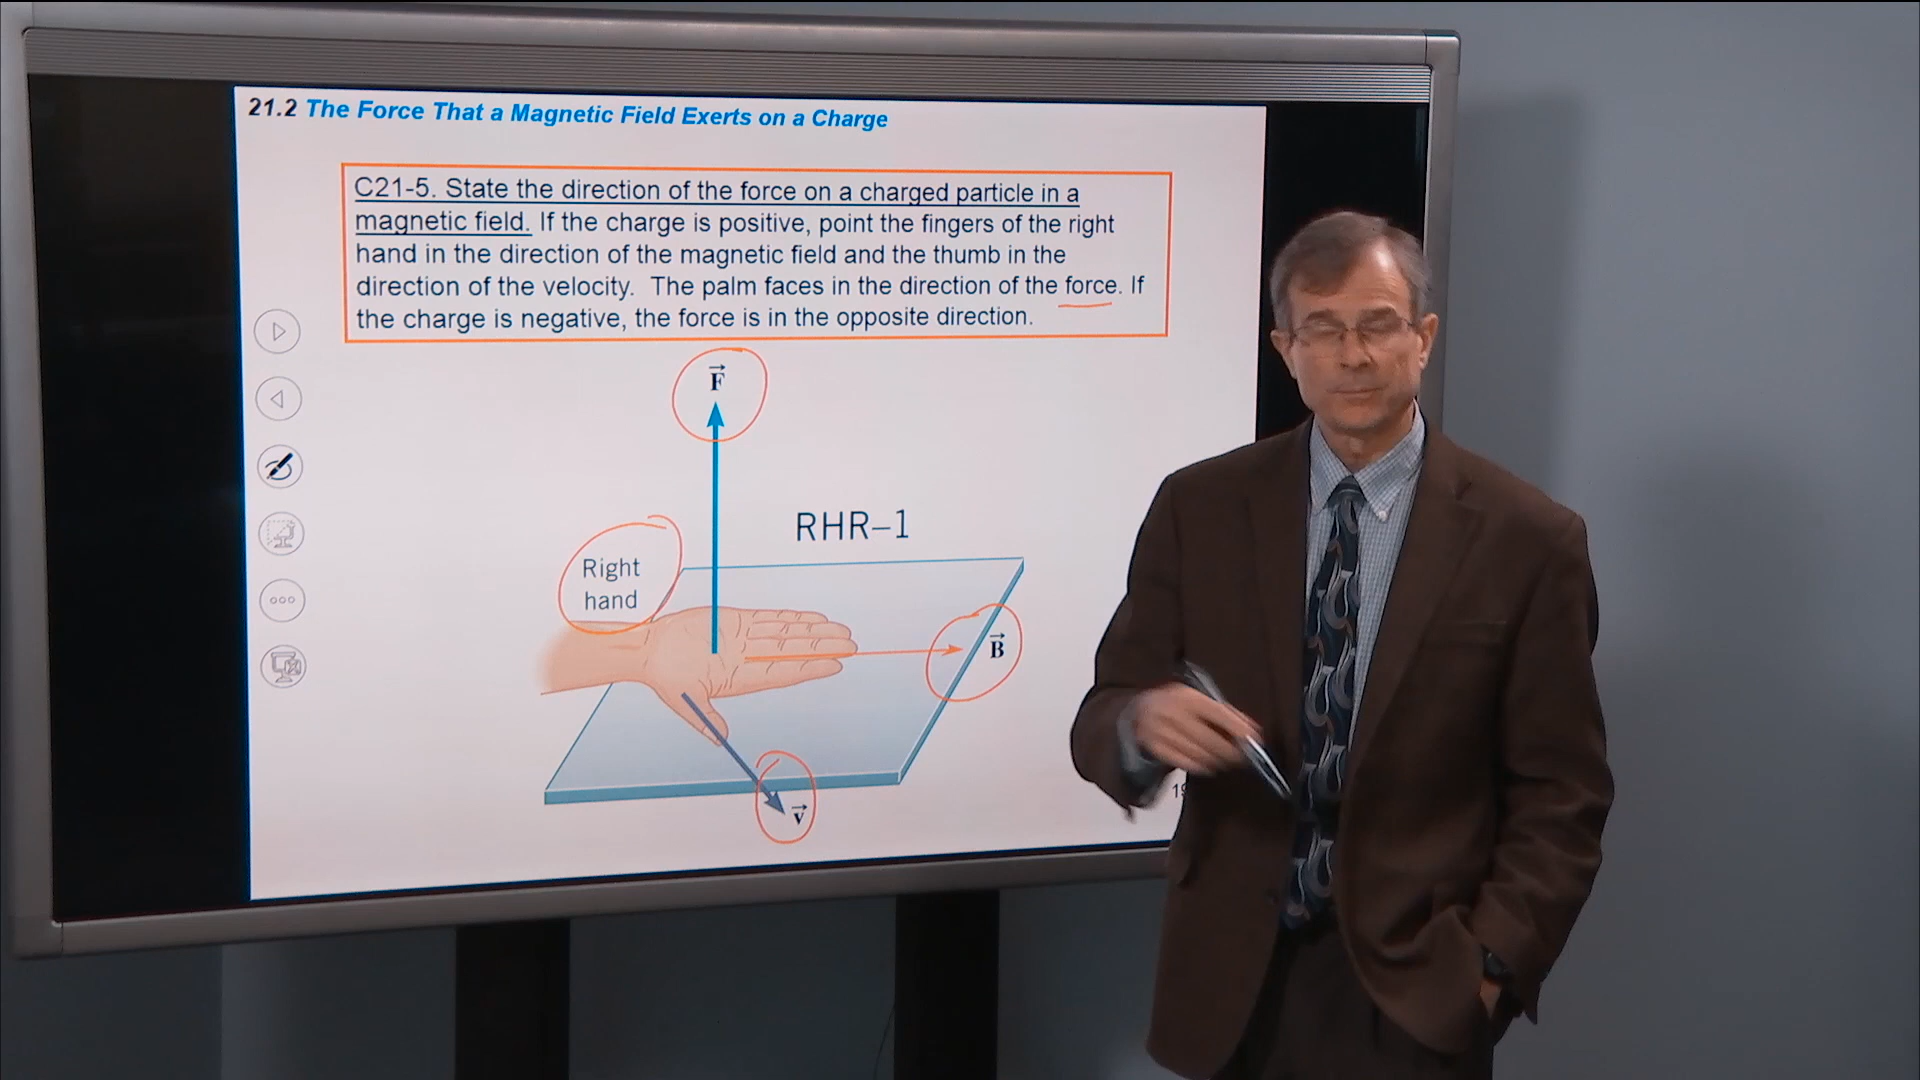 21.2 The Force That a Magnetic Field Exerts on a Charge
C21-5. State the direction of the force on a charged particle in a
magnetic field. If the charge is positive, point the fingers of the right
hand in the direction of the magnetic field and the thumb in the
direction of the velocity. The palm faces in the direction of the force. If
the charge is negative, the force is in the opposite direction.
F
RHR–1
Right
hand
B
v